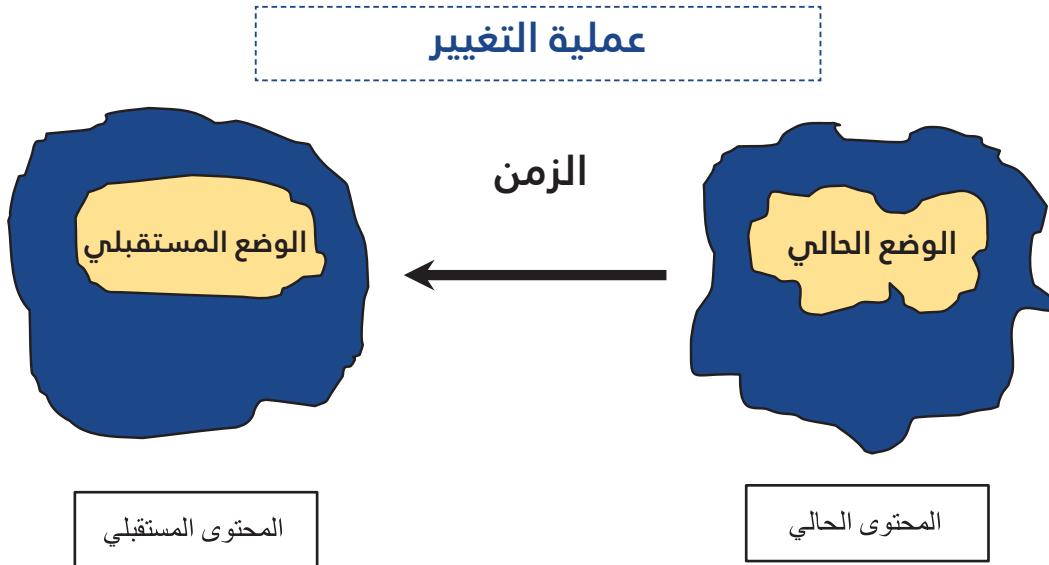 عملية التغيير
الزمن
الوضع الحالي
الوضع المستقبلي
المحتوى الحالي
المحتوى المستقبلي